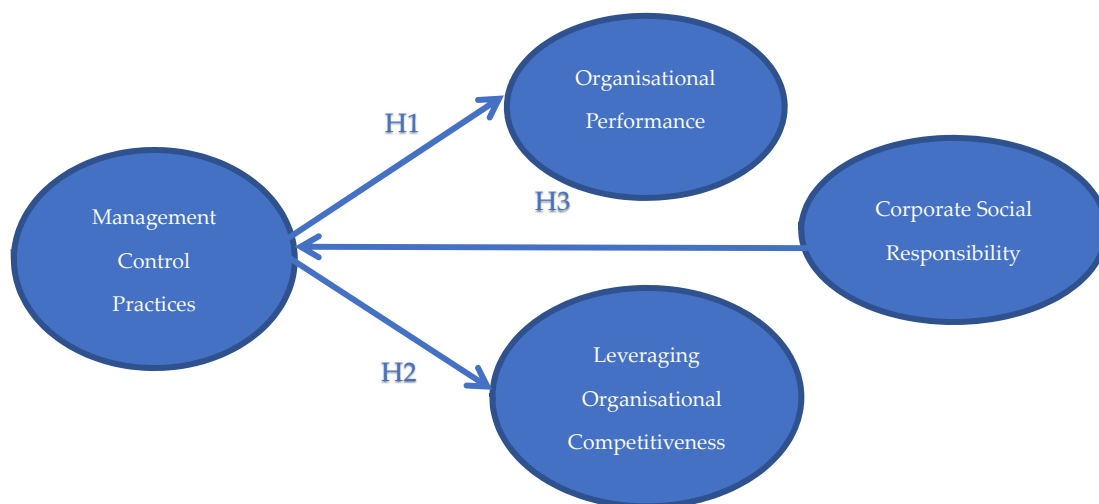 Organisational
Performance
H1
Management
Control
Practices
H3
Corporate Social
Responsibility
H2
Leveraging
Organisational
Competitiveness